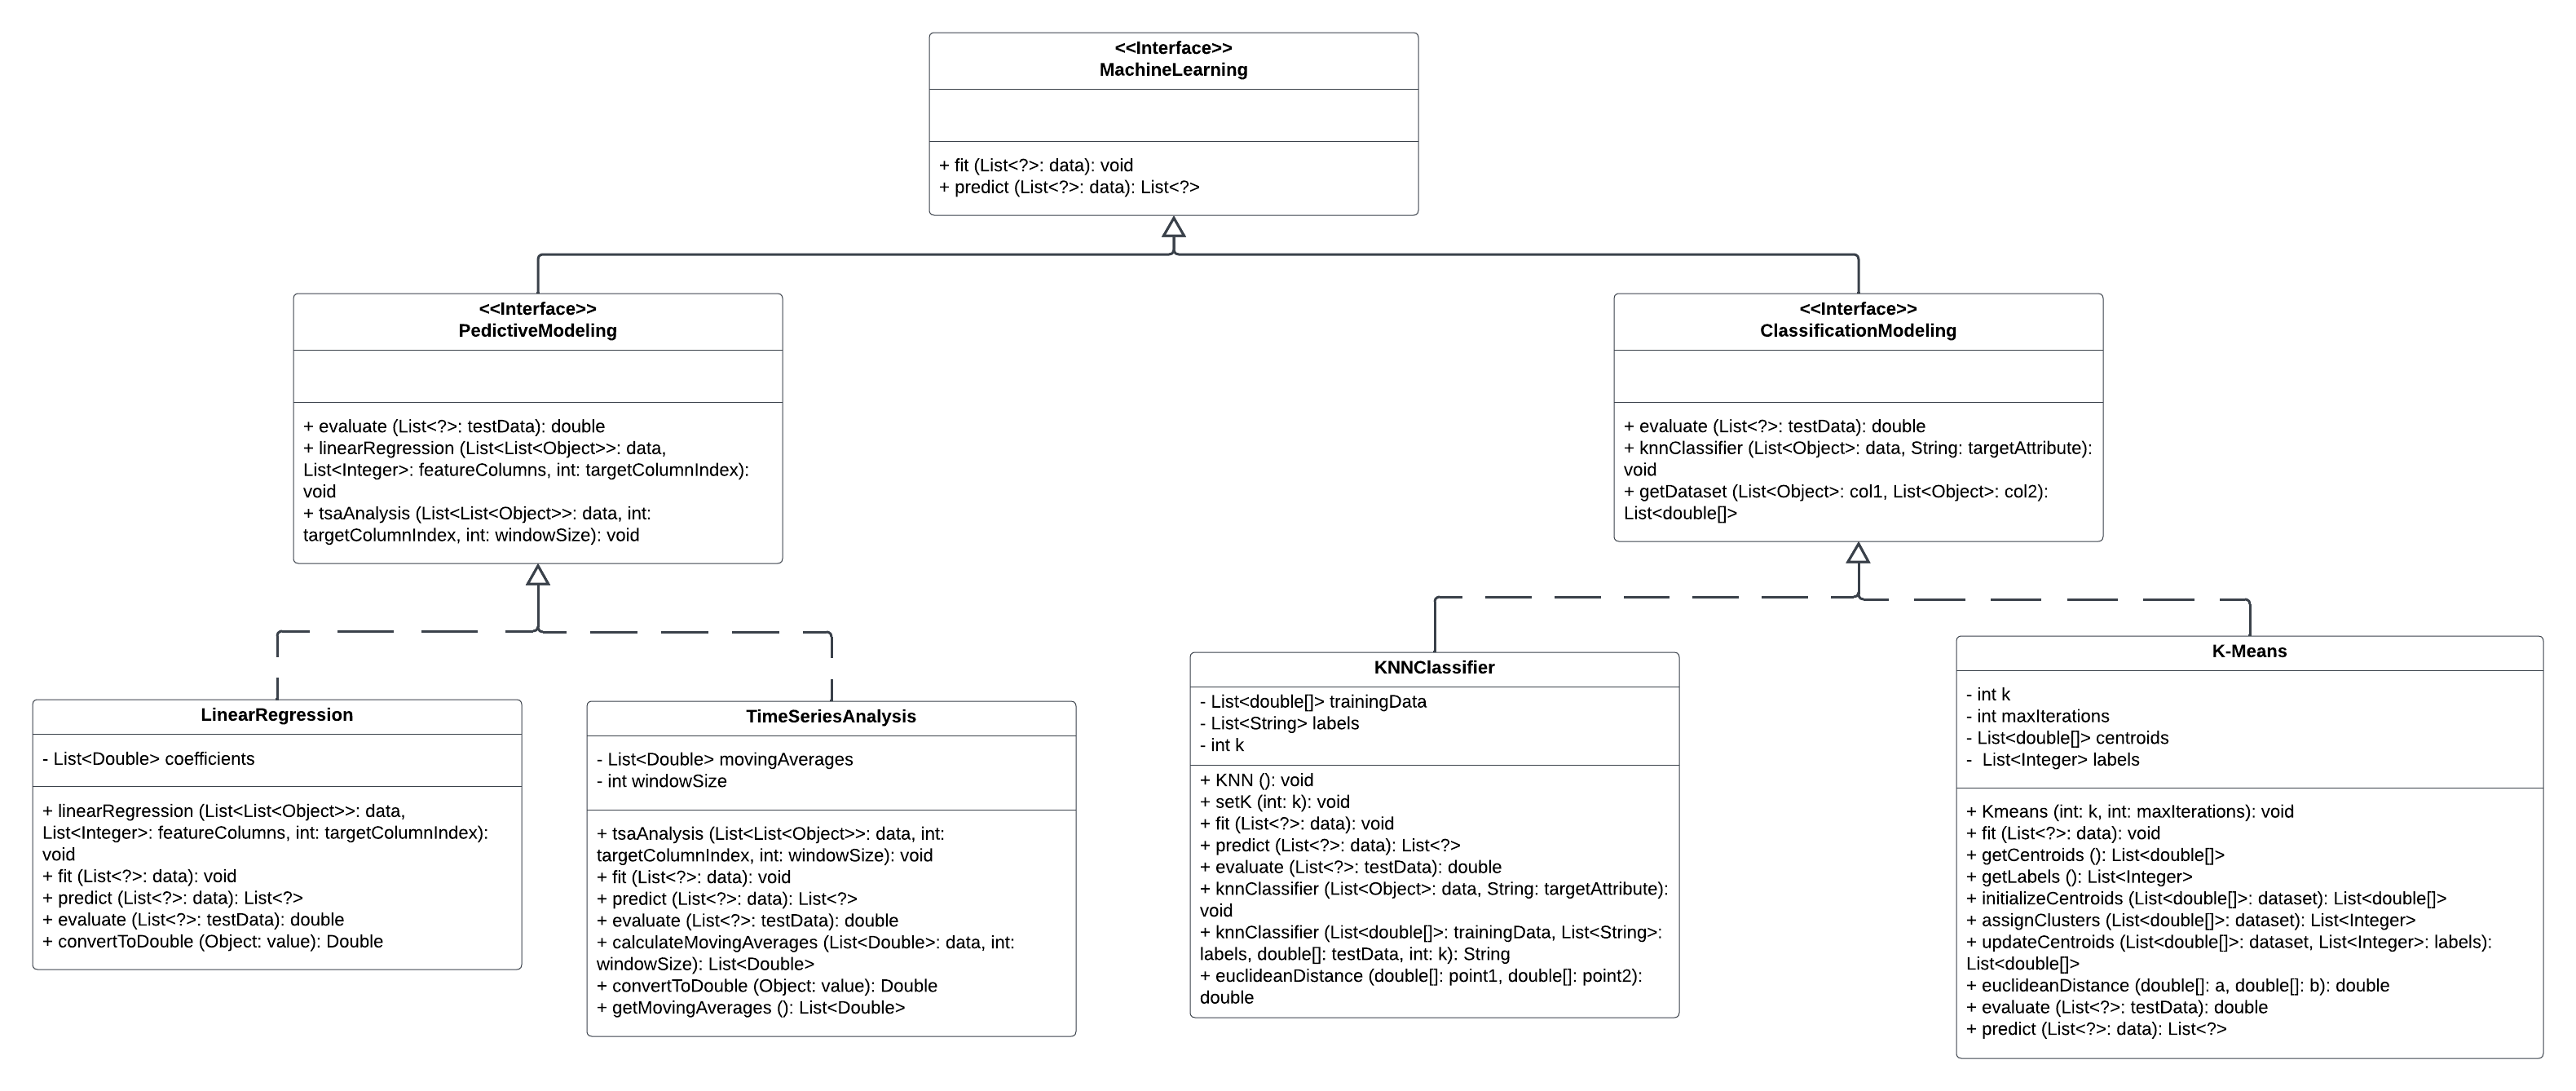 <<Interface>>
MachineLearning
+ fit (List<?>: data): void
+ predict (List<?>: data): List<?>
<<Interface>>
PedictiveModeling
+ evaluate (List<?>: testData): double
+ linearRegression (List<List<Object>>: data,
List<Integer>: featureColumns, int: targetColumnIndex):
void
+ tsaAnalysis (List<List<Object>>: data, int:
targetColumnIndex, int: windowSize): void
<<Interface>>
ClassificationModeling
+ evaluate (List<?>: testData): double
+ knnClassifier (List<Object>: data, String: targetAttribute):
void
+ getDataset (List<Object>: col1, List<Object>: col2):
List<double[]>
LinearRegression
- List<Double> coefficients
+ linearRegression (List<List<Object>>: data,
List<Integer>: featureColumns, int: targetColumnIndex):
void
+ fit (List<?>: data): void
+ predict (List<?>: data): List<?>
+ evaluate (List<?>: testData): double
+ convertToDouble (Object: value): Double
TimeSeriesAnalysis
- List<Double> movingAverages
- int windowSize
+ tsaAnalysis (List<List<Object>>: data, int:
targetColumnIndex, int: windowSize): void
+ fit (List<?>: data): void
+ predict (List<?>: data): List<?>
+ evaluate (List<?>: testData): double
+ calculateMovingAverages (List<Double>: data, int:
windowSize): List<Double>
+ convertToDouble (Object: value): Double
+ getMovingAverages (): List<Double>
KNNClassifier
- List<double[]> trainingData
- List<String> labels
- int k
+ KNN (): void
+ setK (int: k): void
+ fit (List<?>: data): void
+ predict (List<?>: data): List<?>
+ evaluate (List<?>: testData): double
+ knnClassifier (List<Object>: data, String: targetAttribute):
void
+ knnClassifier (List<double[]>: trainingData, List<String>:
labels, double[]: testData, int: k): String
+ euclideanDistance (double[]: point1, double[]: point2):
double
K-Means
- int k
- int maxIterations
- List<double[]> centroids
-  List<Integer> labels
+ Kmeans (int: k, int: maxIterations): void
+ fit (List<?>: data): void
+ getCentroids (): List<double[]>
+ getLabels (): List<Integer>
+ initializeCentroids (List<double[]>: dataset): List<double[]>
+ assignClusters (List<double[]>: dataset): List<Integer>
+ updateCentroids (List<double[]>: dataset, List<Integer>: labels):
List<double[]>
+ euclideanDistance (double[]: a, double[]: b): double
+ evaluate (List<?>: testData): double
+ predict (List<?>: data): List<?>